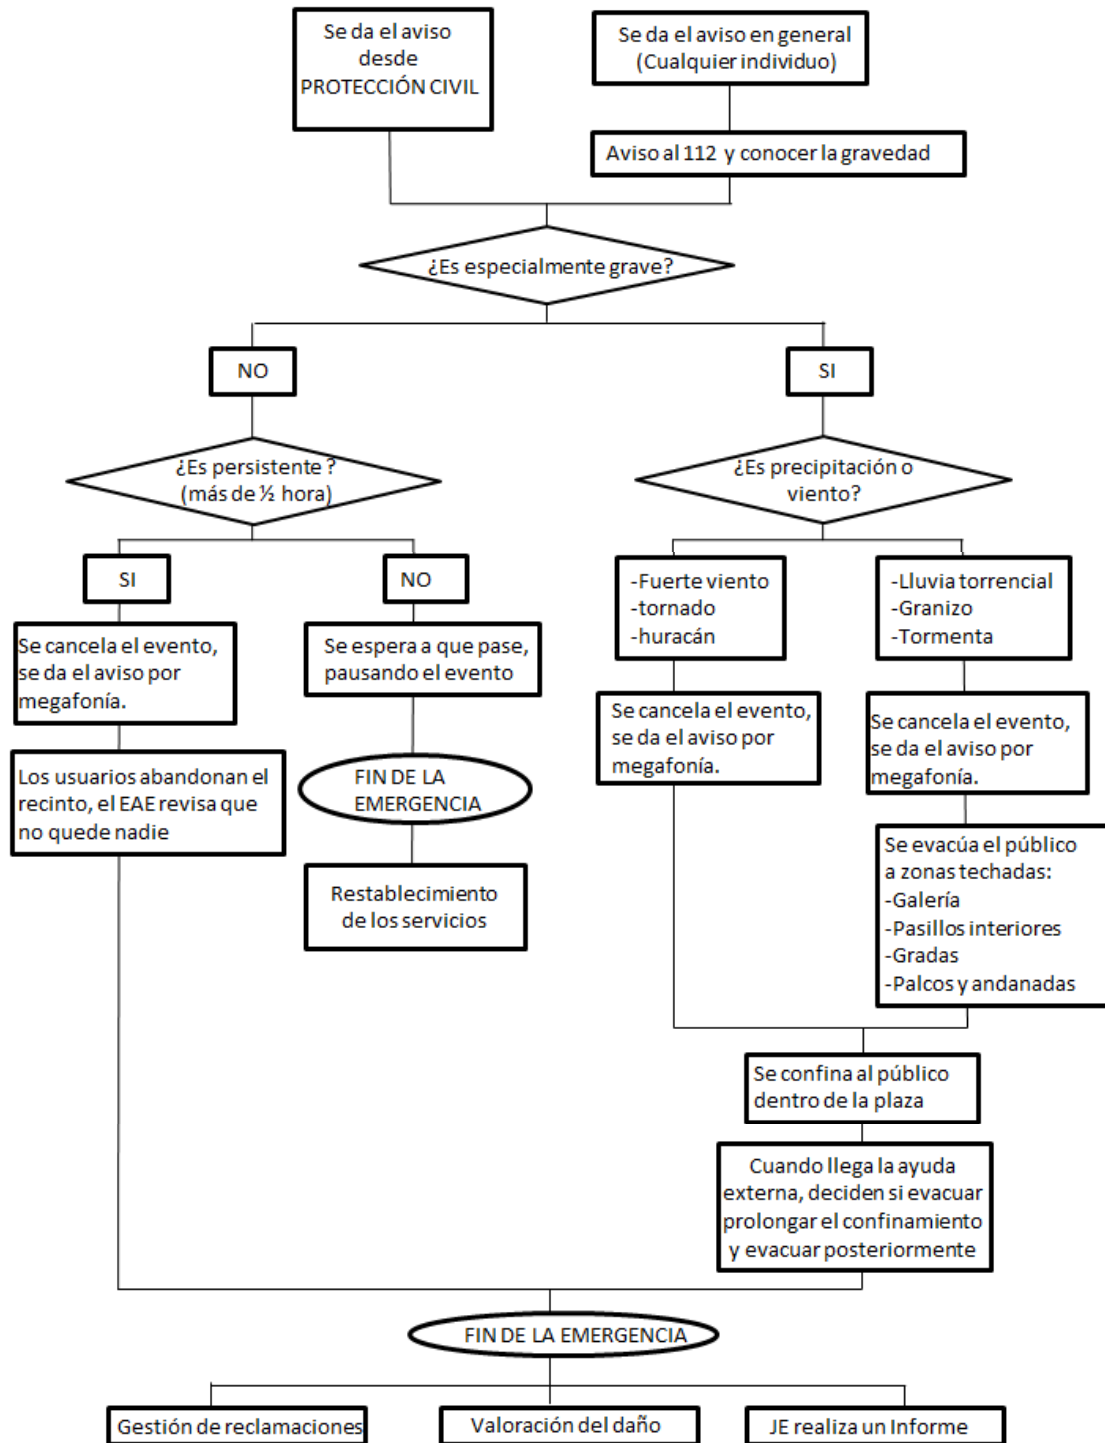 Se da el aviso
desde
PROTECCIÓN CIVIL
Se da el aviso en general
(Cualquier individuo)
Aviso al 112 y conocer la gravedad
¿Es especialmente grave?
NO
SI
¿Es persistente ?
(más de ½ hora)
¿Es precipitación o
viento?
SI
NO
-Fuerte viento
-tornado
-huracán
-Lluvia torrencial
-Granizo
-Tormenta
Se cancela el evento,
se da el aviso por
megafonía.
Se espera a que pase,
pausando el evento
Se cancela el evento,
se da el aviso por
megafonía.
Se cancela el evento,
se da el aviso por
megafonía.
Los usuarios abandonan el
recinto, el EAE revisa que
no quede nadie
FIN DE LA
EMERGENCIA
Restablecimiento
de los servicios
Se evacúa el público
a zonas techadas:
-Galería
-Pasillos interiores
-Gradas
-Palcos y andanadas
Se confina al público
dentro de la plaza
Cuando llega la ayuda
externa, deciden si evacuar
prolongar el confinamiento
y evacuar posteriormente
FIN DE LA EMERGENCIA
Gestión de reclamaciones
Valoración del daño
JE realiza un Informe